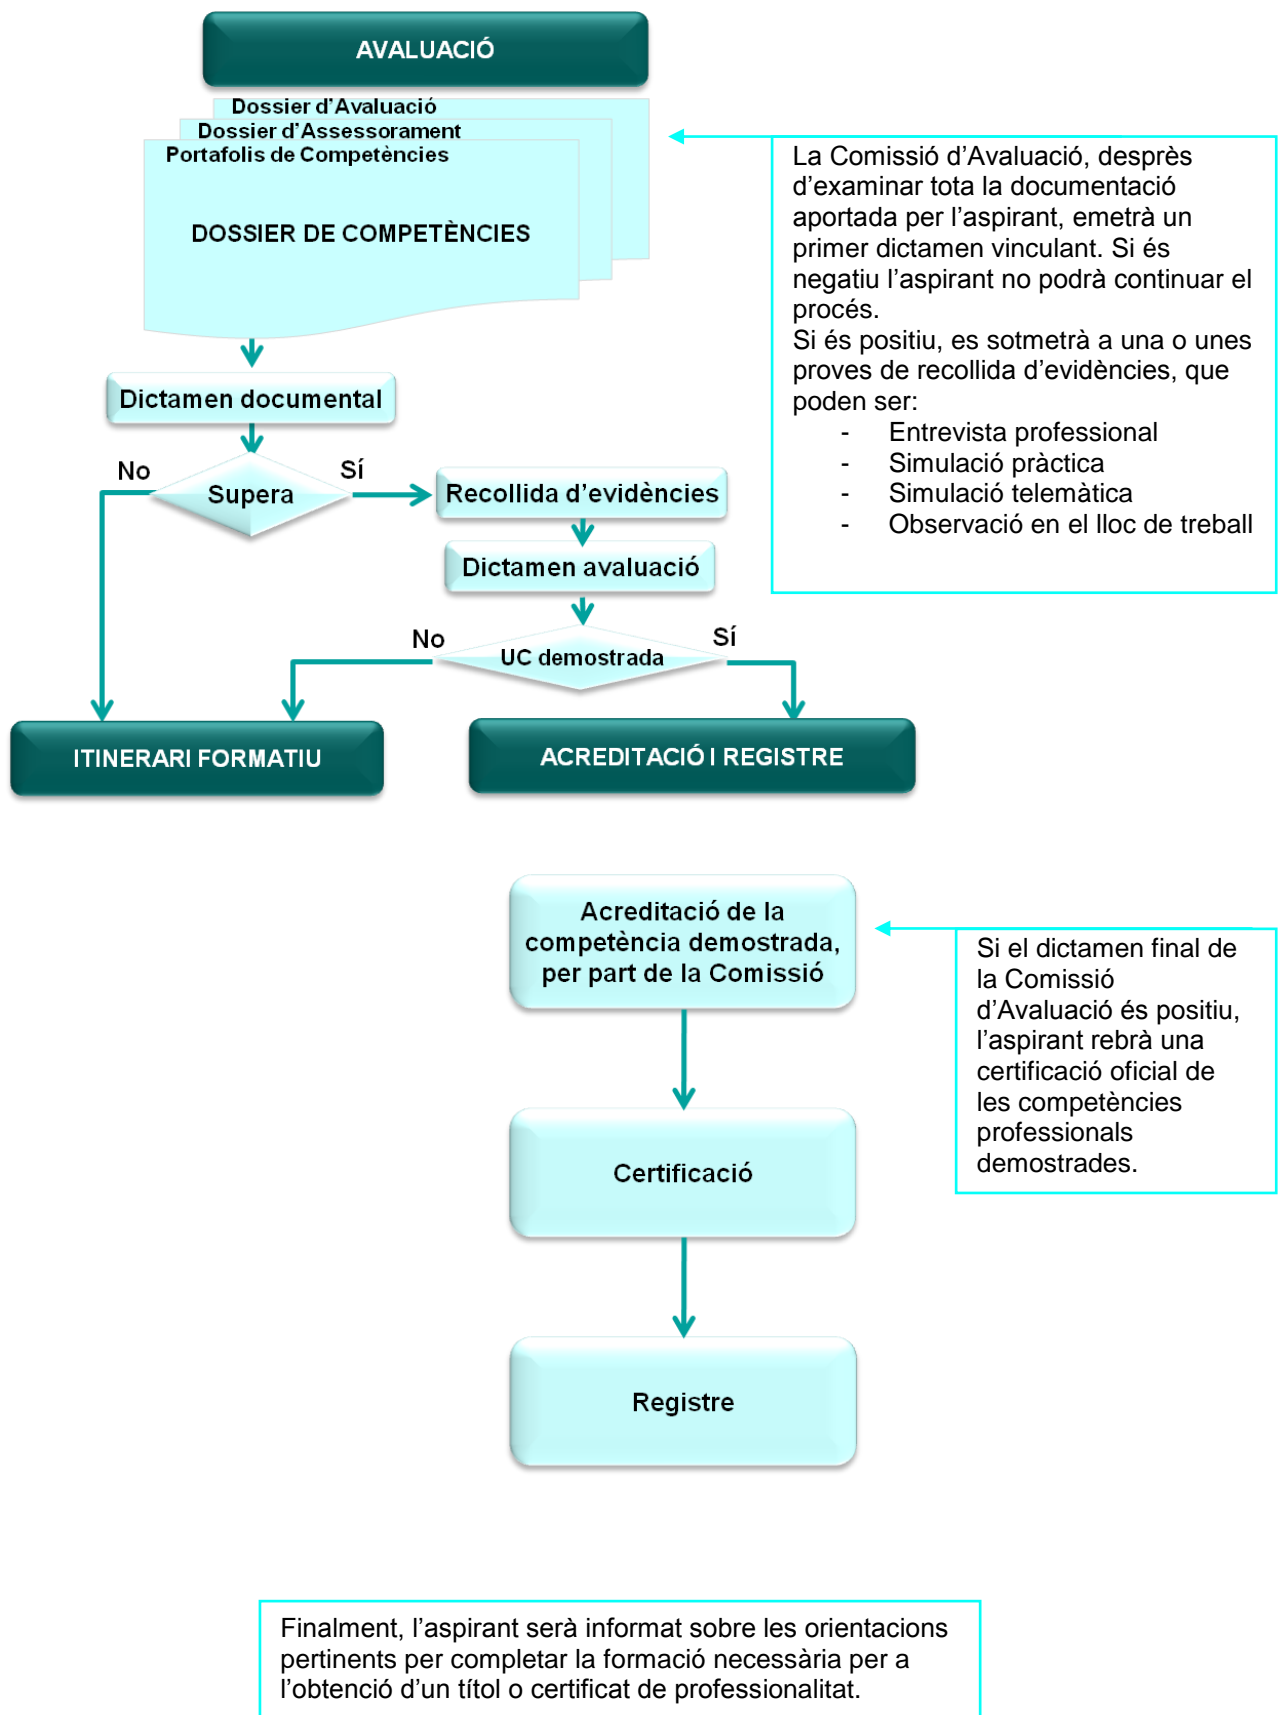 AVALUACIÓ
Dossier d’Avaluació
Dossier d’Assessorament
Portafolis de Competències
DOSSIER DE COMPETÈNCIES
La Comissió d’Avaluació, desprès
d’examinar tota la documentació
aportada per l’aspirant, emetrà un
primer dictamen vinculant. Si és
negatiu l’aspirant no podrà continuar el
procés.
Si és positiu, es sotmetrà a una o unes
proves de recollida d’evidències, que
poden ser:
- Entrevista professional
- Simulació pràctica
- Simulació telemàtica
- Observació en el lloc de treball
Dictamen documental
No
Sí
Supera
Recollida d’evidències
Dictamen avaluació
No
Sí
UC demostrada
ITINERARI FORMATIU
ACREDITACIÓ I REGISTRE
Acreditació de la
competència demostrada,
per part de la Comissió
Si el dictamen final de
la Comissió
d’Avaluació és positiu,
l’aspirant rebrà una
certificació oficial de
les competències
professionals
demostrades.
Certificació
Registre
Finalment, l’aspirant serà informat sobre les orientacions
pertinents per completar la formació necessària per a
l’obtenció d’un títol o certificat de professionalitat.